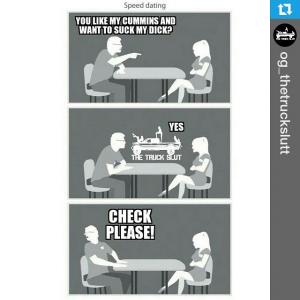 Speed dating
YOU LIKE MY CUMMINS AND
WANT TO SUCK MY DICK?
YES
THE TRUCK SLUT
CHECK
PLEASE!
og_thetruckslutt